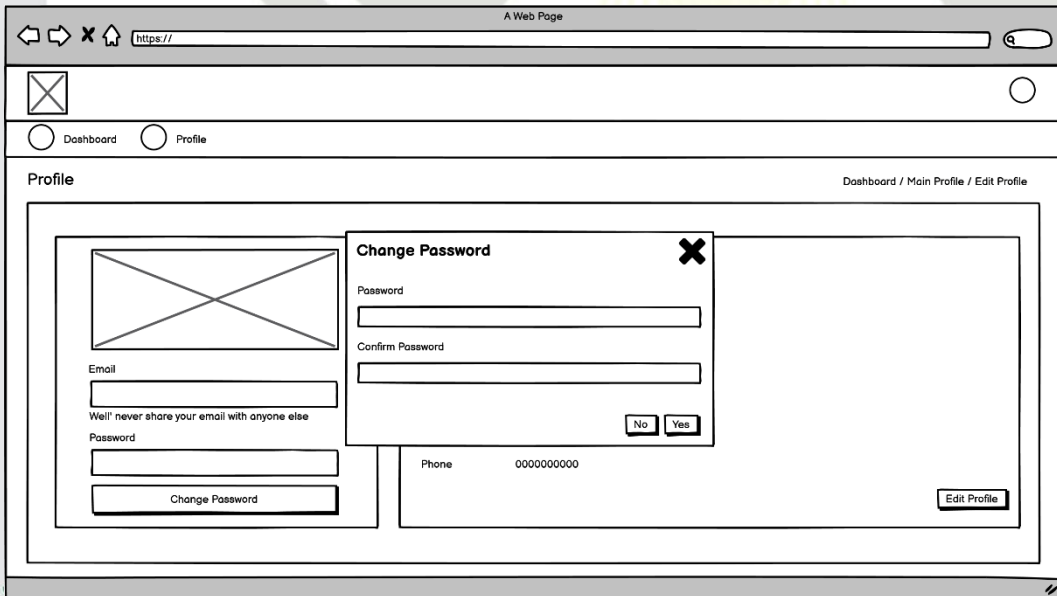 A Web Page
https://
Dashboard Profile
Profile
Dashboard / Main Profile / Edit Profile
Change Password
Password
Confirm Password
No Yes
Email
Well' never share your email with anyone else
Password
Change Password
Phone 0000000000
Edit Profile